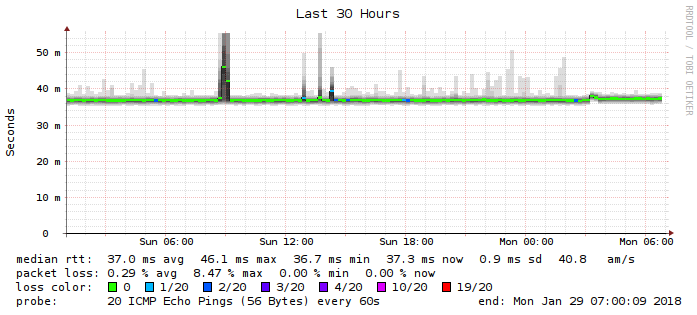 Last 30 Hours
RRDTOOL / TOBI OETIKER
Seconds
50 m
40 m
30 m
20 m
10 m
0
Sun 06:00 Sun 12:00 Sun 18:00 Mon 00:00 Mon 06:00
median rtt: 37.0 ms avg 46.1 ms max 36.7 ms min 37.3 ms now 0.9 ms sd 40.8 am/s
packet loss: 0.29 % avg 8.47 % max 0.00 % min 0.00 % now
loss color: 0 1/20 2/20 3/20 4/20 10/20 19/20
probe: 20 ICMP Echo Pings (56 Bytes) every 60s end: Mon Jan 29 07:00:09 2018